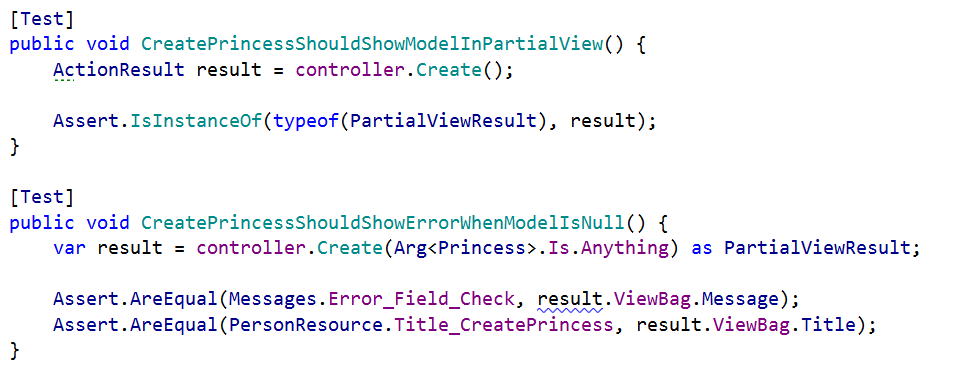 [Test]
public void CreatePrincessShouldShowModelInPartialView() {
    ActionResult result = controller.Create();

    Assert.IsInstanceOf(typeof(PartialViewResult), result);
}

[Test]
public void CreatePrincessShouldShowErrorWhenModelIsNull() {
    var result = controller.Create(Arg<Princess>.Is.Anything) as PartialViewResult;

    Assert.AreEqual(Messages.Error_Field_Check, result.ViewBag.Message);
    Assert.AreEqual(PersonResource.Title_CreatePrincess, result.ViewBag.Title);
}